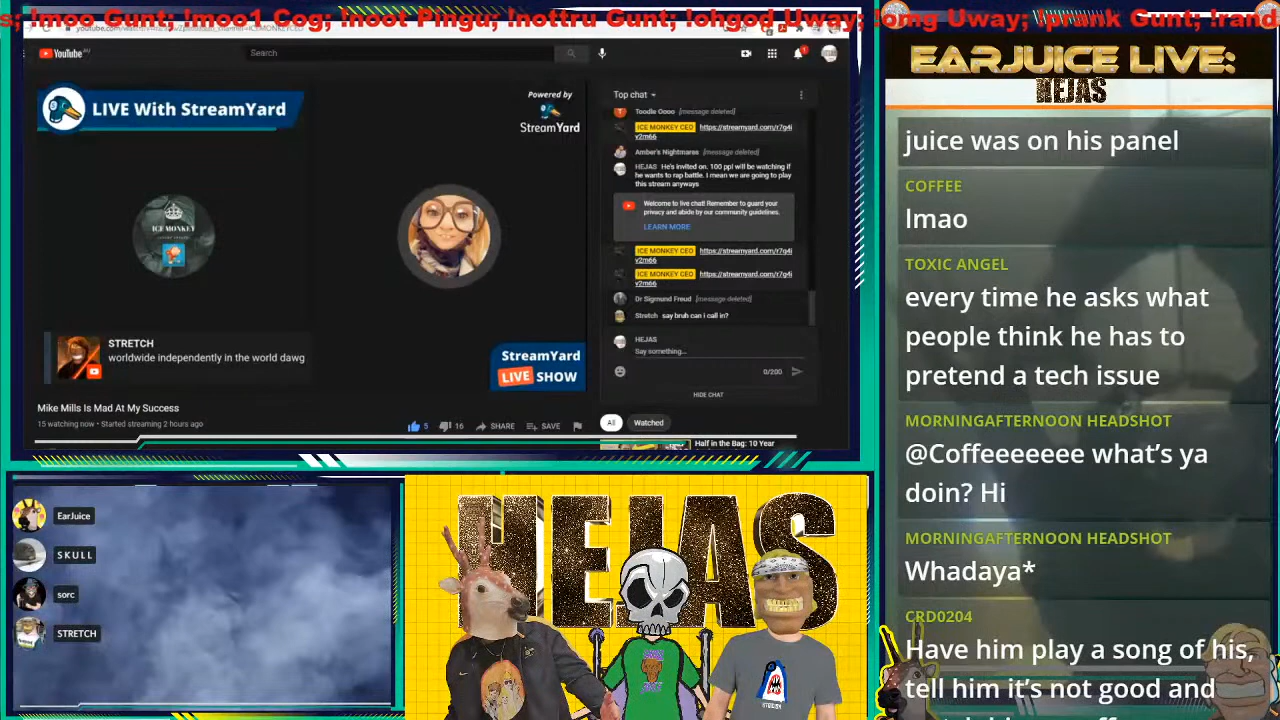 s; !moo Gunt; !moo1 Cog; !noot Pingu; !nottru Gunt; !ohgod Uway; !omg Uway; !prank Gunt; !rand
YouTube AU
Search
1
LIVE With StreamYard
Powered by
StreamYard
ICE MONKEY
STRETCH
worldwide independently in the world dawg
StreamYard
LIVE SHOW
Mike Mills Is Mad At My Success
15 watching now • Started streaming 2 hours ago
5
16
SHARE
SAVE
Top chat
Toodle Oooo [message deleted]
ICE MONKEY CEO https://streamyard.com/r7g4i
y2m66
Amber's Nightmares [message deleted]
HEJAS He's invited on. 100 ppl will be watching if
he wants to rap battle. I mean we are going to play
this stream anyways
Welcome to live chat! Remember to guard your
privacy and abide by our community guidelines.
LEARN MORE
ICE MONKEY CEO https://streamyard.com/r7g4i
y2m66
ICE MONKEY CEO https://streamyard.com/r7g4i
y2m66
Dr Sigmund Freud [message deleted]
Stretch say bruh can i call in?
HEJAS
Say something...
0/200
HIDE CHAT
All
Watched
Half in the Bag: 10 Year
EarJuice
S K U L L
sorc
STRETCH
HEJAS
EARJUICE LIVE:
HEJAS
juice was on his panel
COFFEE
lmao
TOXIC ANGEL
every time he asks what
people think he has to
pretend a tech issue
MORNINGAFTERNOON HEADSHOT
@Coffeeeeeee what's ya
doin? Hi
MORNINGAFTERNOON HEADSHOT
Whadaya*
CRD0204
Have him play a song of his,
tell him it's not good and